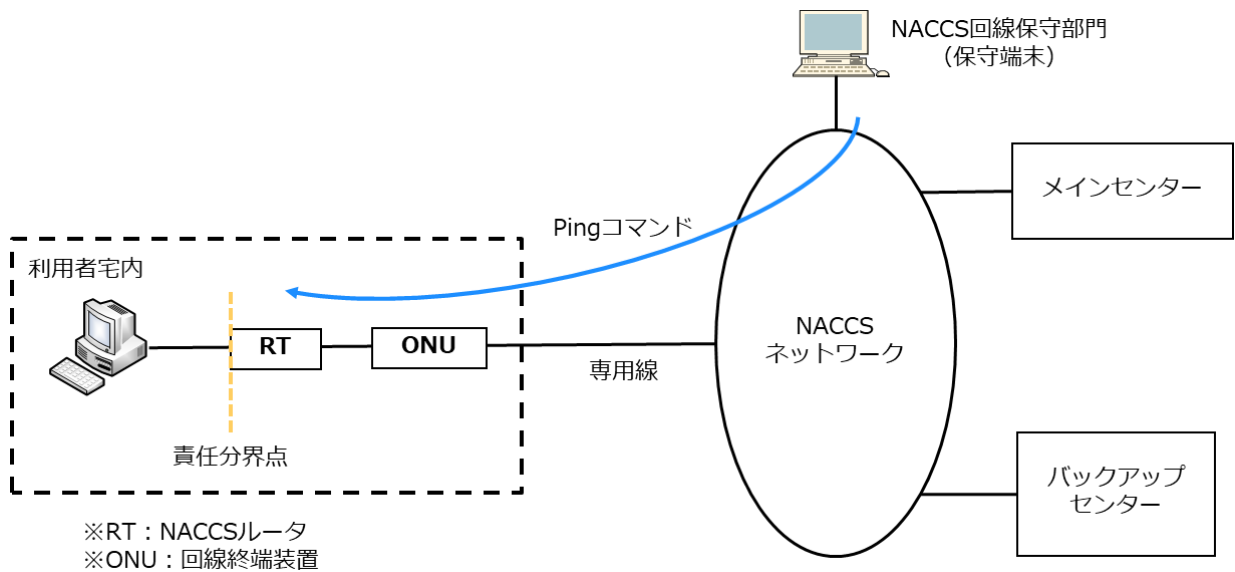 NACCS回線保守部門
（保守端末）
メインセンター
Pingコマンド
利用者宅内
RT
ONU
NACCS
ネットワーク
専用線
責任分界点
バックアップ
センター
※RT：NACCSルータ
※ONU：回線終端装置